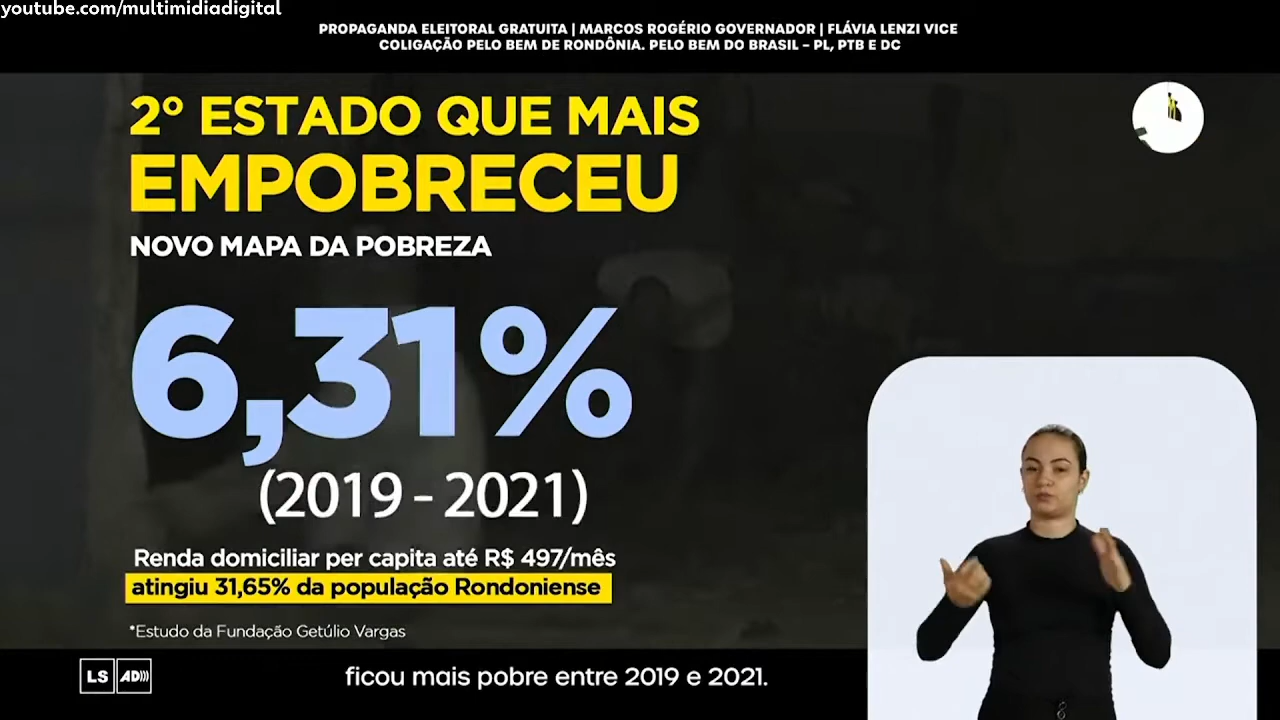 youtube.com/multimidiadigital
PROPAGANDA ELEITORAL GRATUITA | MARCOS ROGÉRIO GOVERNADOR | FLÁVIA LENZI VICE
COLIGAÇÃO PELO BEM DE RONDÔNIA. PELO BEM DO BRASIL – PL, PTB E DC
2º ESTADO QUE MAIS
EMPOBRECEU
NOVO MAPA DA POBREZA
6,31%
(2019 - 2021)
Renda domiciliar per capita até R$ 497/mês
atingiu 31,65% da população Rondoniense
*Estudo da Fundação Getúlio Vargas
LS AD)))
ficou mais pobre entre 2019 e 2021.